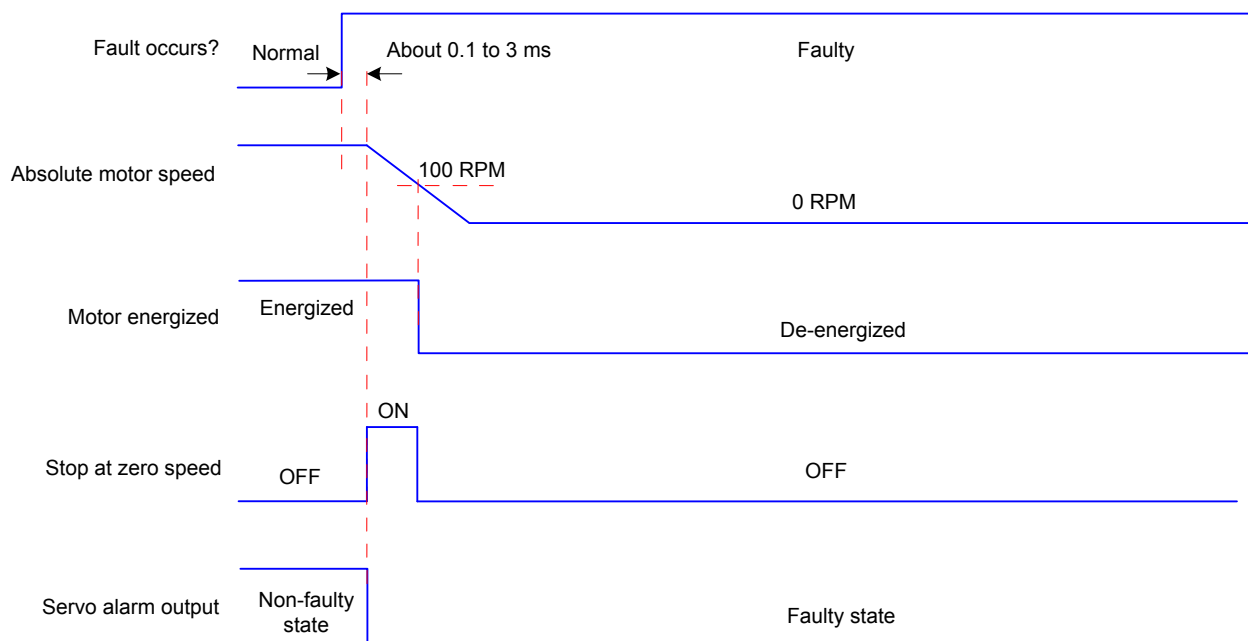 Fault occurs?
Normal
About 0.1 to 3 ms
Faulty
Absolute motor speed
100 RPM
0 RPM
Motor energized
Energized
De-energized
ON
Stop at zero speed
OFF
OFF
Servo alarm output
Non-faulty
state
Faulty state